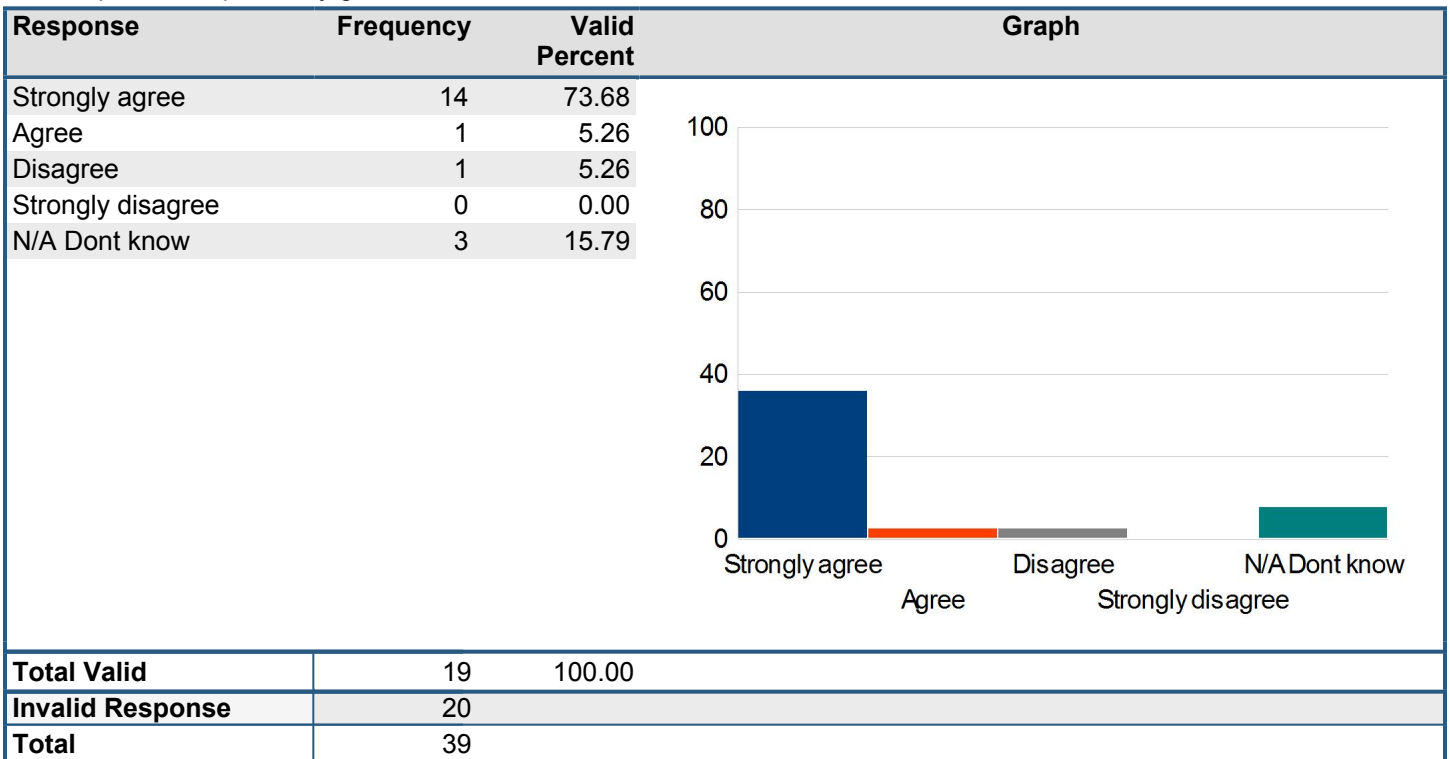 Response Frequency Valid Percent Graph
Strongly agree 14 73.68
Agree 1 5.26
Disagree 1 5.26
Strongly disagree 0 0.00
N/A Dont know 3 15.79
100
80
60
40
20
0
Strongly agree Disagree N/A Dont know
Agree Strongly disagree
Total Valid 19 100.00
Invalid Response 20
Total 39